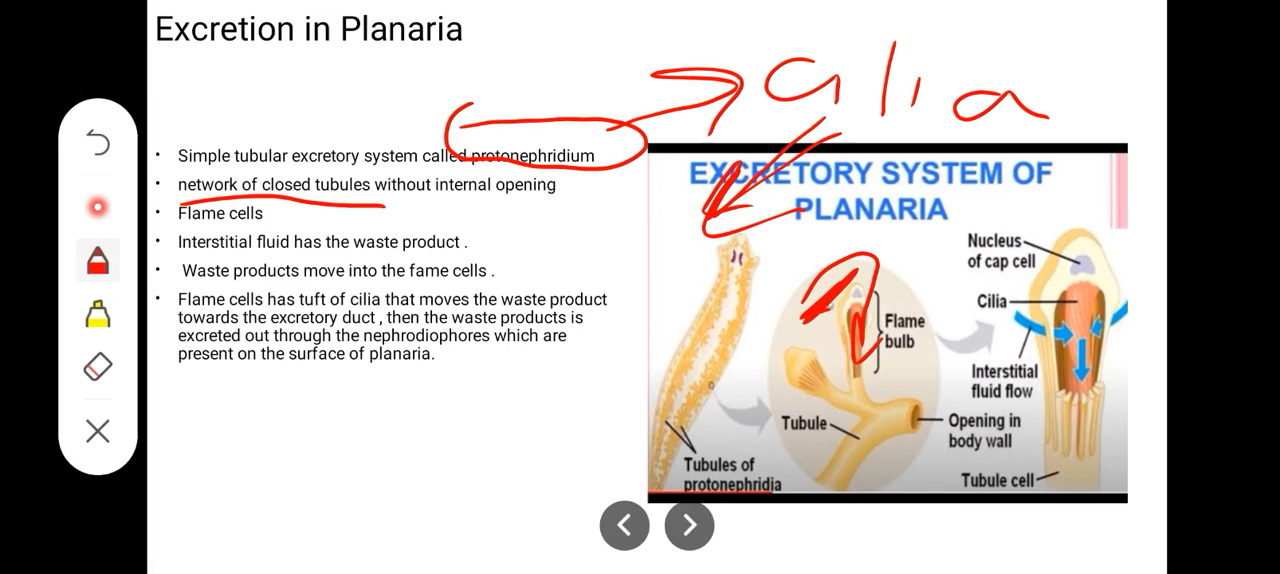 Excretion in Planaria
cilia
• Simple tubular excretory system called protonephridium
• network of closed tubules without internal opening
• Flame cells
• Interstitial fluid has the waste product .
• Waste products move into the fame cells .
• Flame cells has tuft of cilia that moves the waste product
towards the excretory duct , then the waste products is
excreted out through the nephrodiophores which are
present on the surface of planaria.
EXCRETORY SYSTEM OF
PLANARIA
Nucleus
of cap cell
Cilia
Flame
bulb
Interstitial
fluid flow
Tubule
Opening in
body wall
Tubules of
protonephridia
Tubule cell